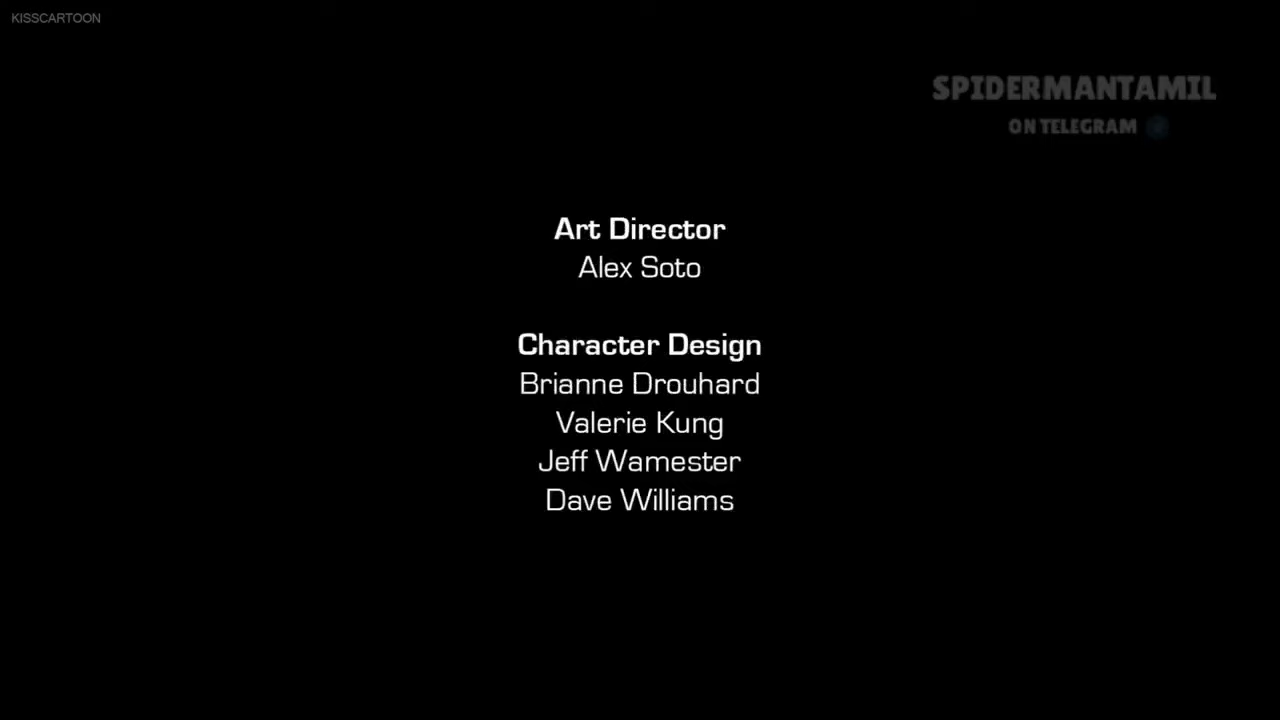 KISSCARTOON
SPIDERMANTAMIL
ON TELEGRAM
Art Director
Alex Soto
Character Design
Brianne Drouhard
Valerie Kung
Jeff Wamester
Dave Williams